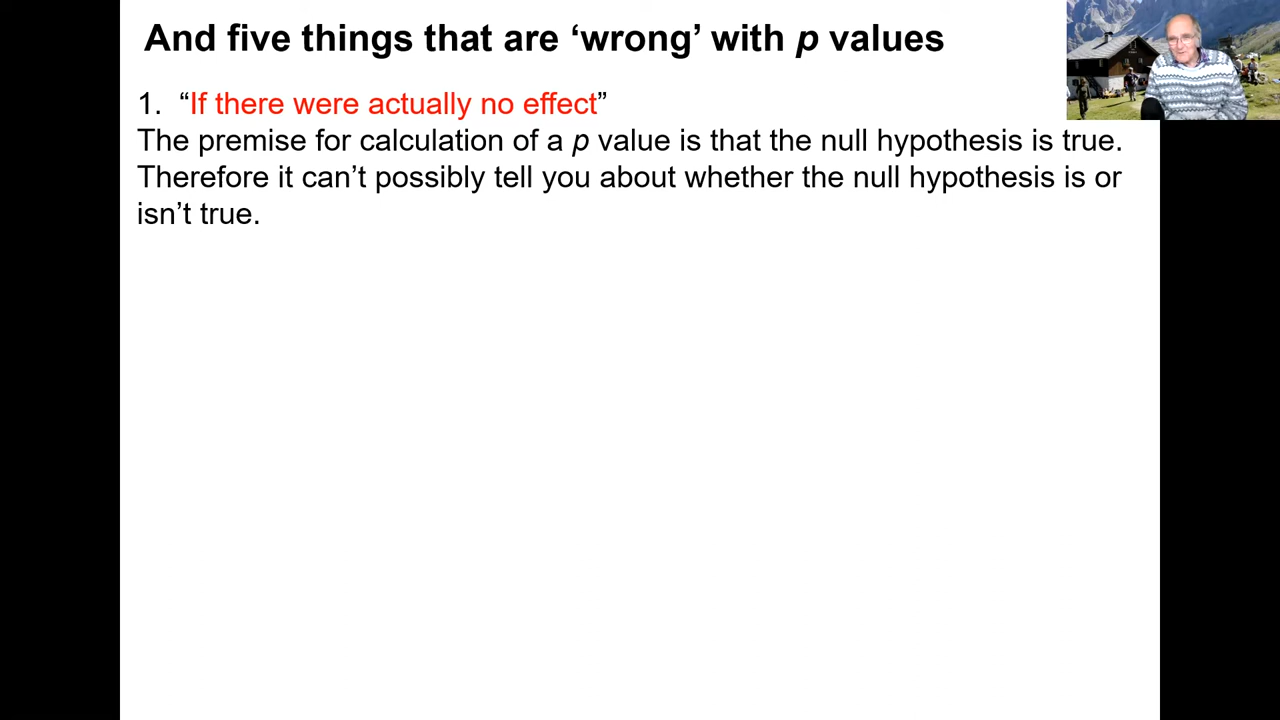 And five things that are ‘wrong’ with p values
1. “If there were actually no effect”
The premise for calculation of a p value is that the null hypothesis is true.
Therefore it can’t possibly tell you about whether the null hypothesis is or
isn’t true.